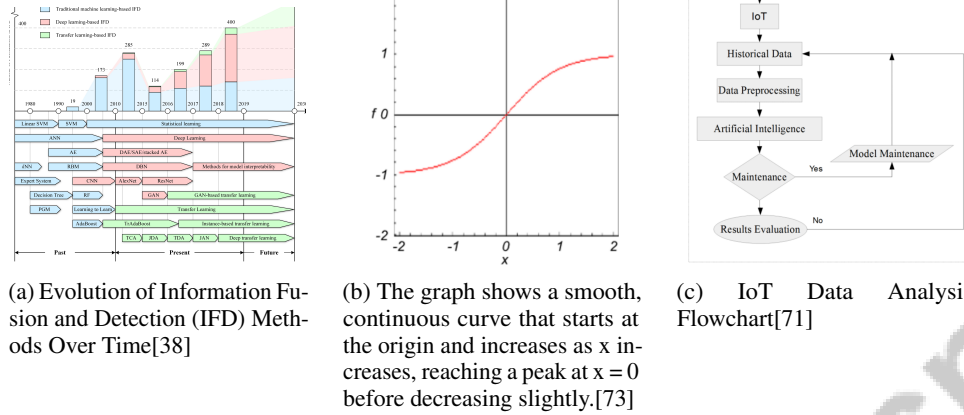 Traditional machine learning-based IFD
Deep learning-based IFD
Transfer learning-based IFD
400
400
285
289
199
173
114
19
1980 1990 2000 2010 2015 2016 2017 2018 2019
Linear SVM SVM Statistical learning
ANN Deep Learning
AE DAE/SAE/stacked AE
kNN RBM DBN Methods for model interpretability
Expert System CNN AlexNet ResNet
Decision Tree RF GAN GAN-based transfer learning
PGM Learning to Learn Transfer Learning
AdaBoost TrAdaBoost Instance-based transfer learning
TCA JDA TDA JAN Deep transfer learning
Past Present Future
(a) Evolution of Information Fu-
sion and Detection (IFD) Meth-
ods Over Time[38]
1
f 0
-1
-2
-2 -1 0 1 2
x
(b) The graph shows a smooth,
continuous curve that starts at
the origin and increases as x in-
creases, reaching a peak at x = 0
before decreasing slightly.[73]
IoT
Historical Data
Data Preprocessing
Artificial Intelligence
Model Maintenance
Maintenance
Yes
No
Results Evaluation
(c) IoT Data Analysi
Flowchart[71]